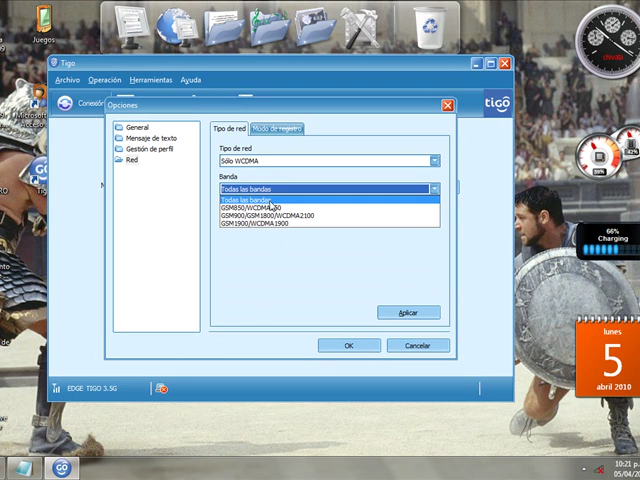 Juegos
Tigo
Archivo Operación Herramientas Ayuda
Conexión
tigo
Opciones
General
Mensaje de texto
Gestión de perfil
Red
Tipo de red
Modo de registro
Tipo de red
Sólo WCDMA
Banda
Todas las bandas
Todas las bandas
GSM850/WCDMA850
GSM900/GSM1800/WCDMA2100
GSM1900/WCDMA1900
Aplicar
OK
Cancelar
EDGE TIGO 3.5G
66%
Charging
lunes
5
abril 2010
10:21 p.
05/04/20